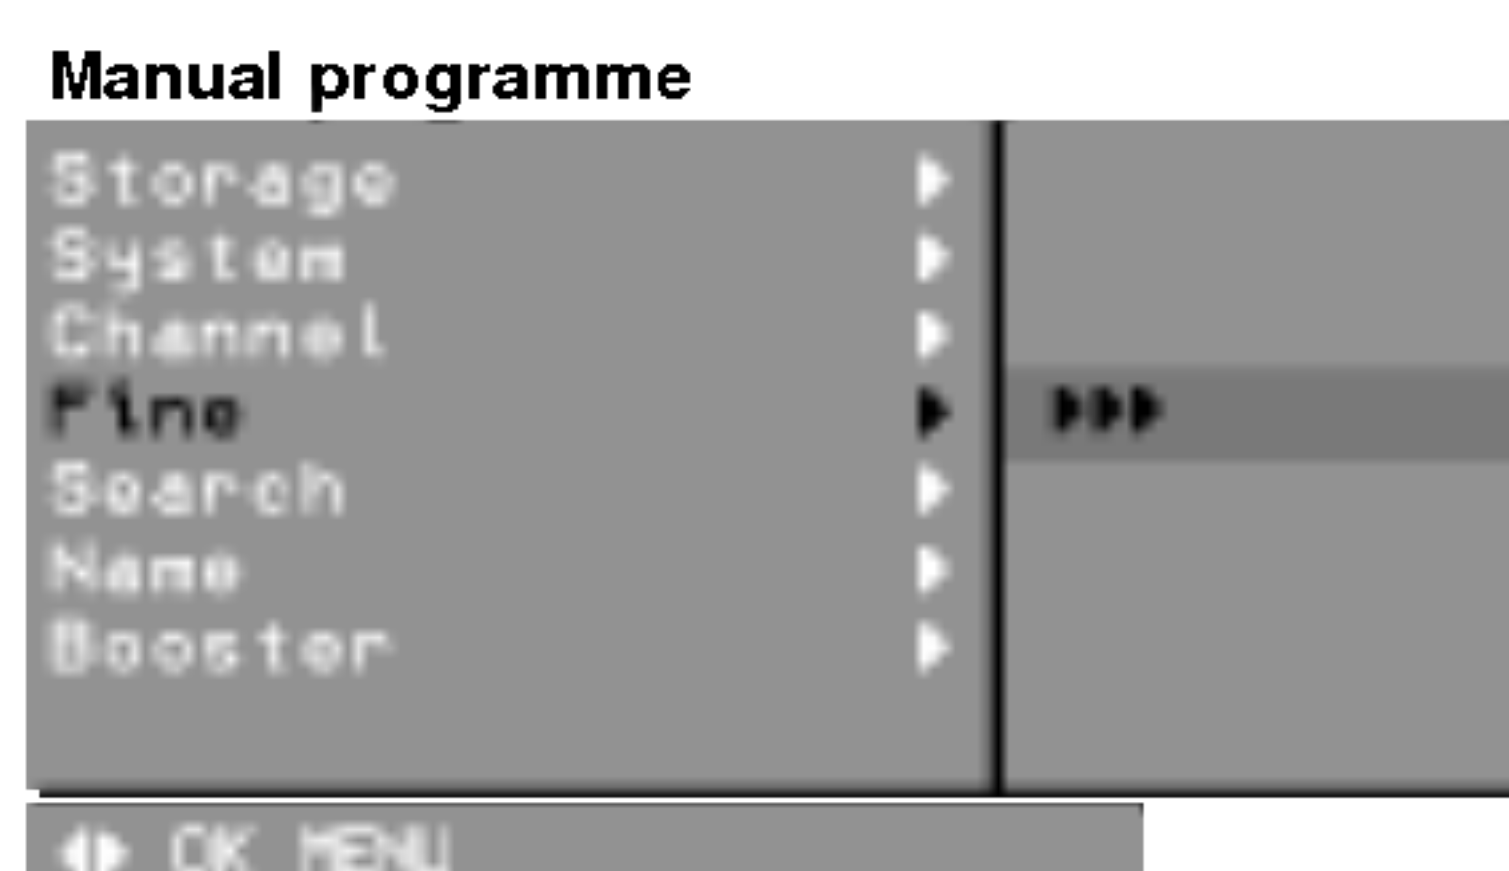 Manual programme
Storage
System
Channel
Fine
Search
Name
Booster
OK MENU